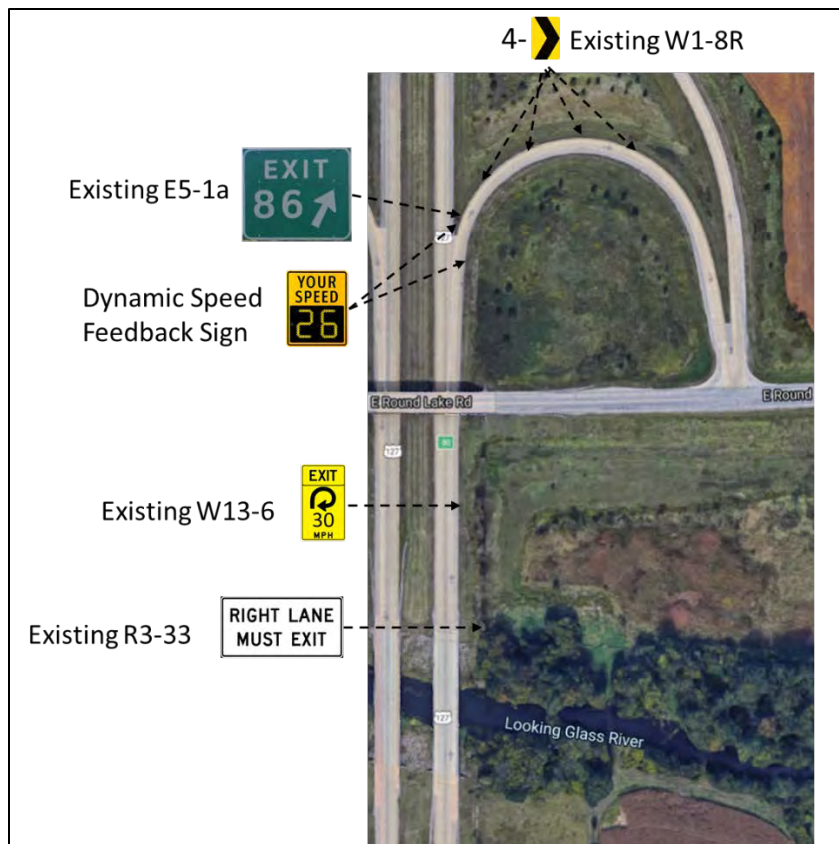 4- Existing W1-8R
Existing E5-1a
EXIT
86
127
Dynamic Speed
Feedback Sign
YOUR
SPEED
26
E Round Lake Rd
E Round
127
Existing W13-6
EXIT
30
MPH
Existing R3-33
RIGHT LANE
MUST EXIT
127
Looking Glass River